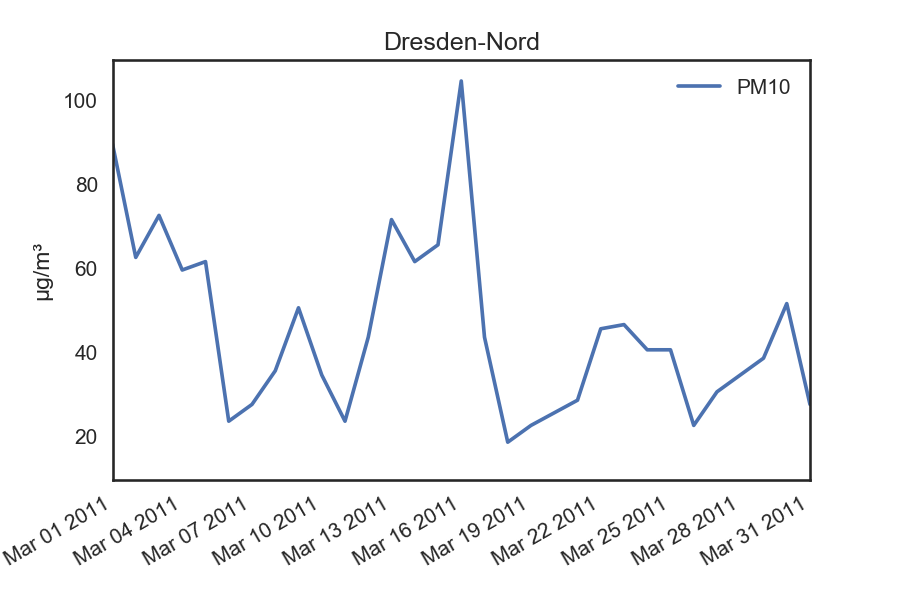 Dresden-Nord
PM10
µg/m³
100
80
60
40
20
Mar 01 2011
Mar 04 2011
Mar 07 2011
Mar 10 2011
Mar 13 2011
Mar 16 2011
Mar 19 2011
Mar 22 2011
Mar 25 2011
Mar 28 2011
Mar 31 2011